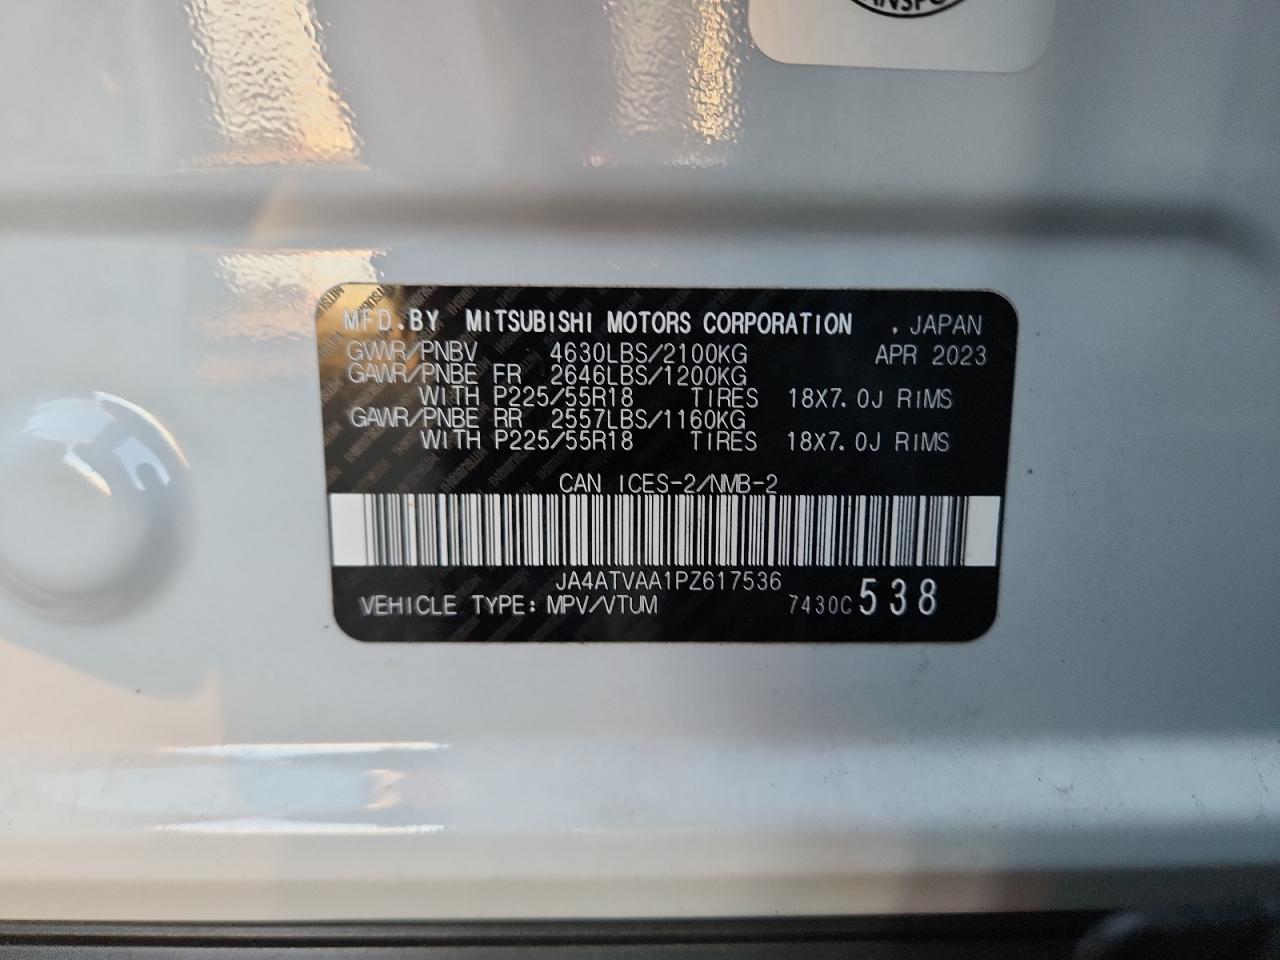 ANSPO
MFD.BY MITSUBISHI MOTORS CORPORATION , JAPAN
GVWR/PNBV 4630LBS/2100KG APR 2023
GAWR/PNBE FR 2646LBS/1200KG
WITH P225/55R18 TIRES 18X7.0J RIMS
GAWR/PNBE RR 2557LBS/1160KG
WITH P225/55R18 TIRES 18X7.0J RIMS
CAN ICES-2/NMB-2
JA4ATVAA1PZ617536
VEHICLE TYPE: MPV/VTUM 7430C 538